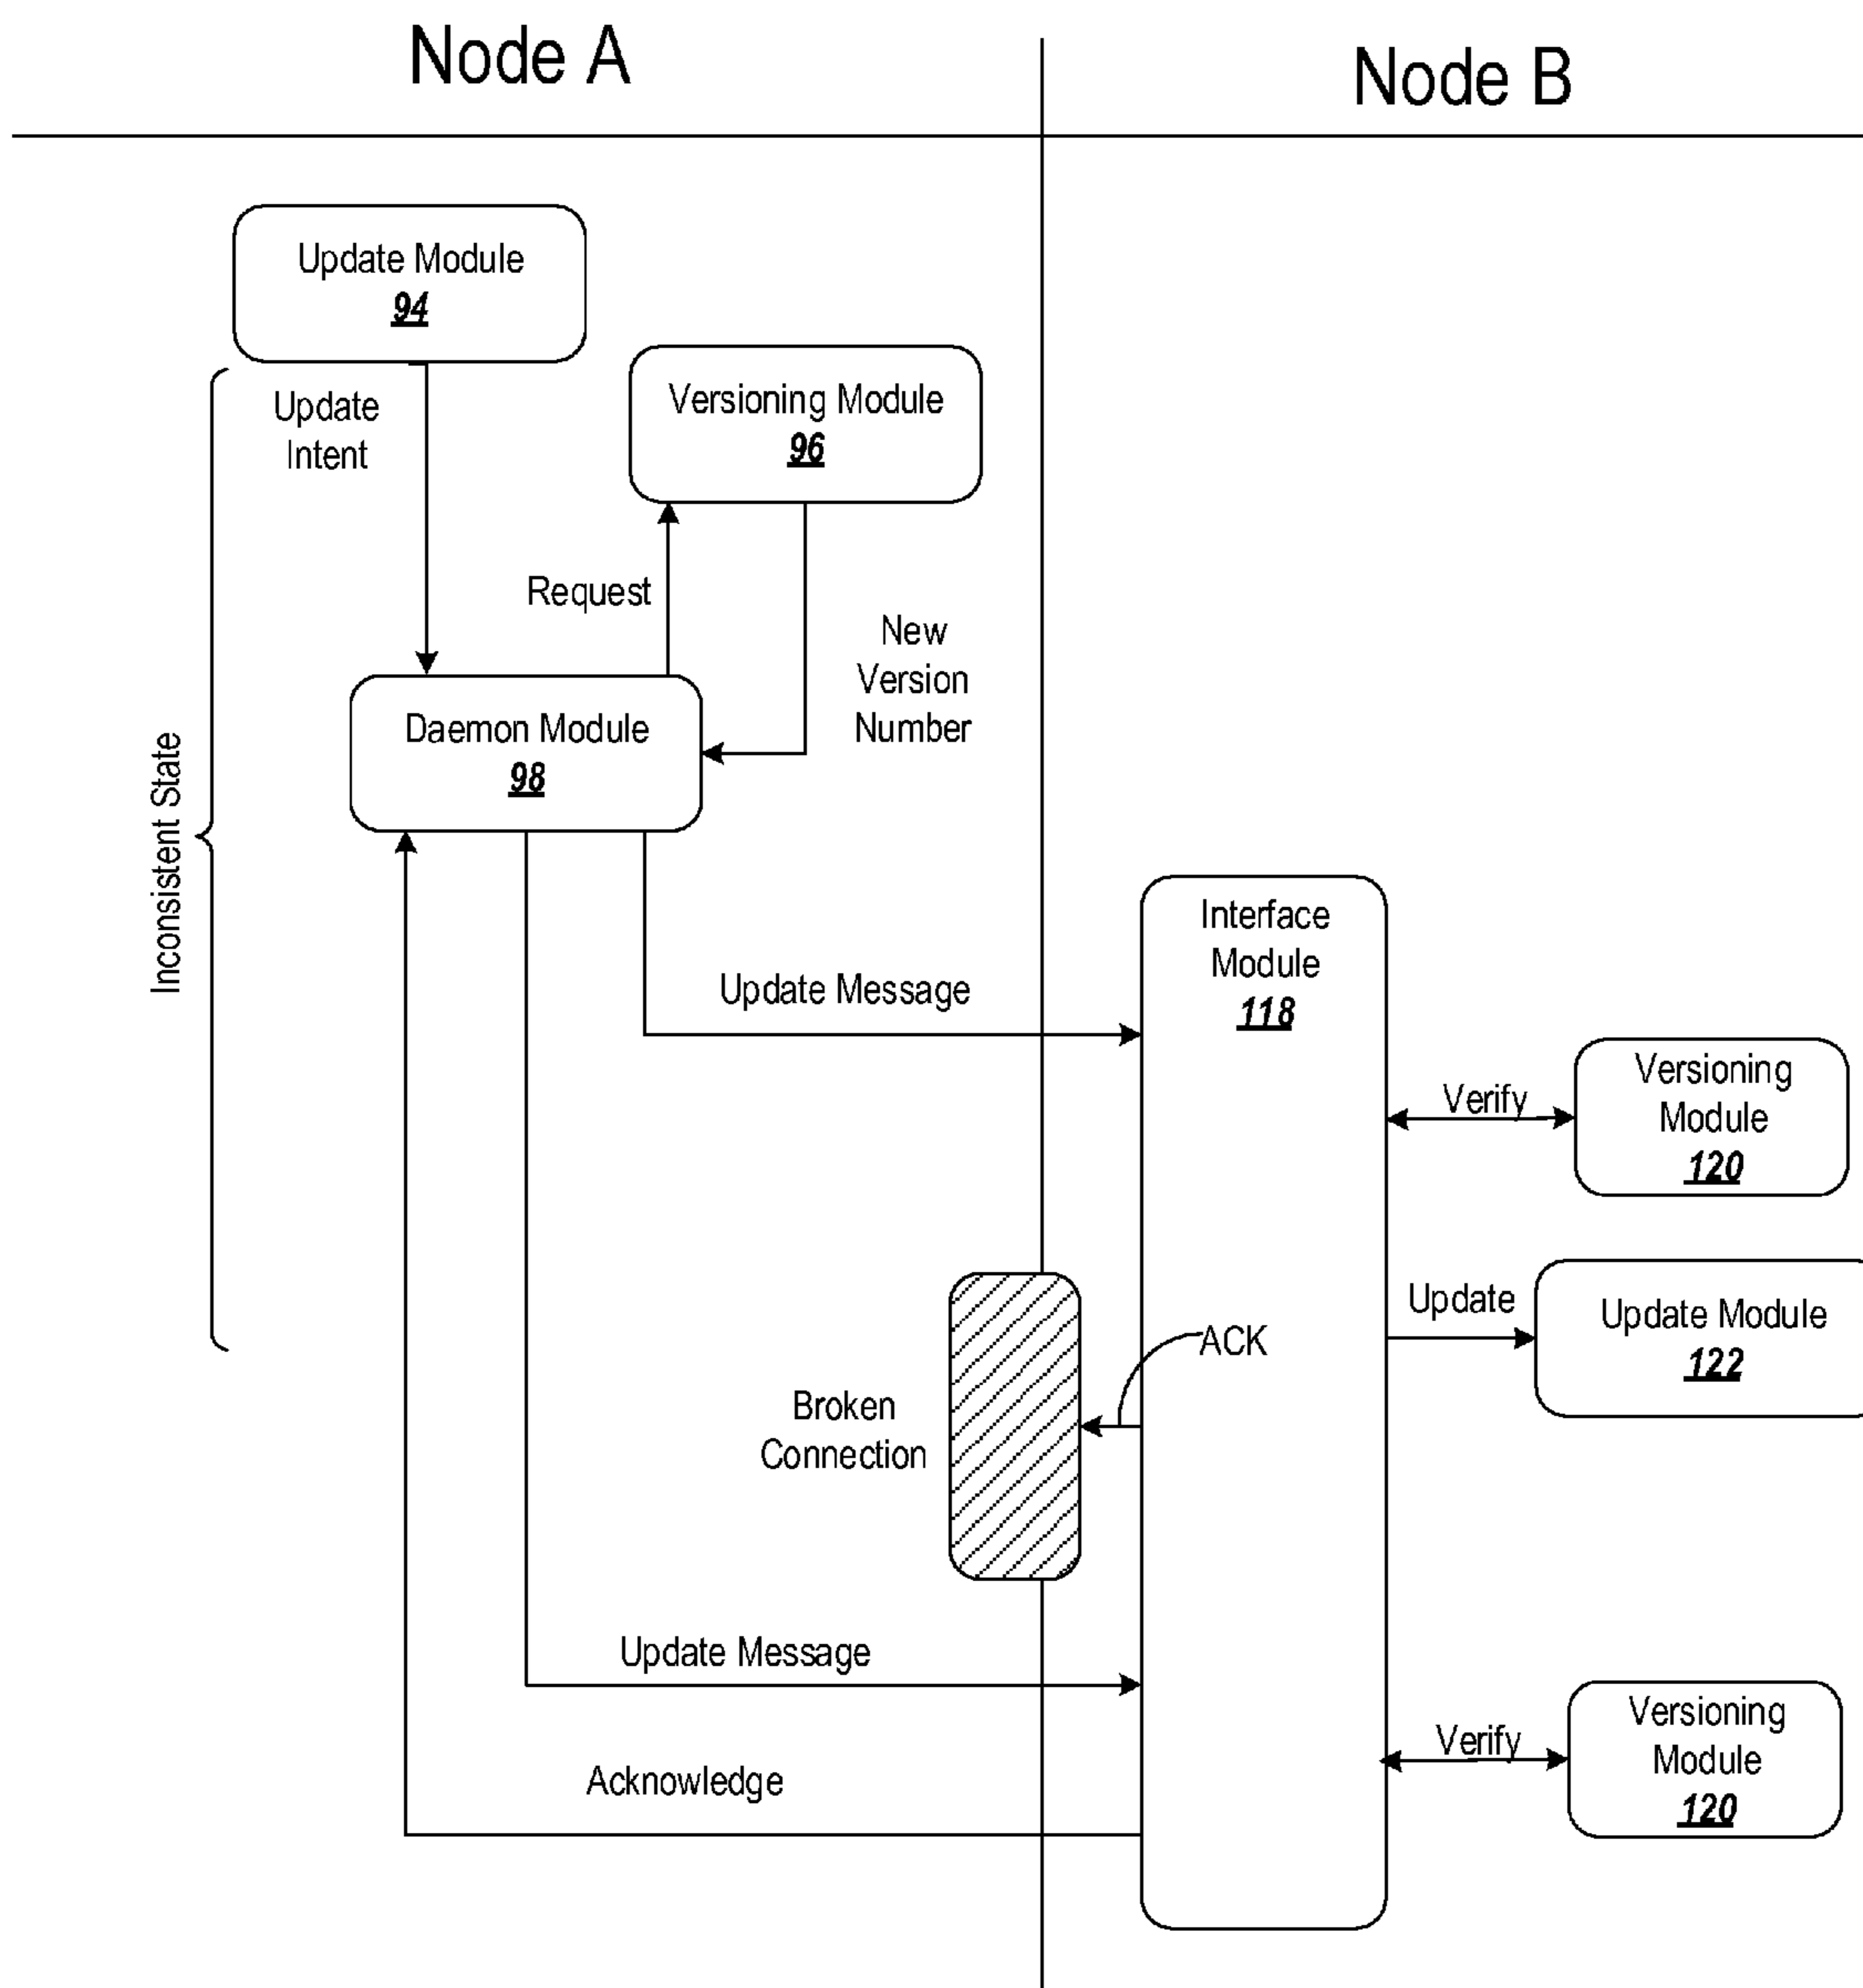 Node A
Node B
Update Module
94
Update
Intent
Versioning Module
96
Request
New
Version
Number
Daemon Module
98
Inconsistent State
Interface
Module
118
Update Message
Verify
Versioning
Module
120
Update
Update Module
122
ACK
Broken
Connection
Update Message
Verify
Versioning
Module
120
Acknowledge